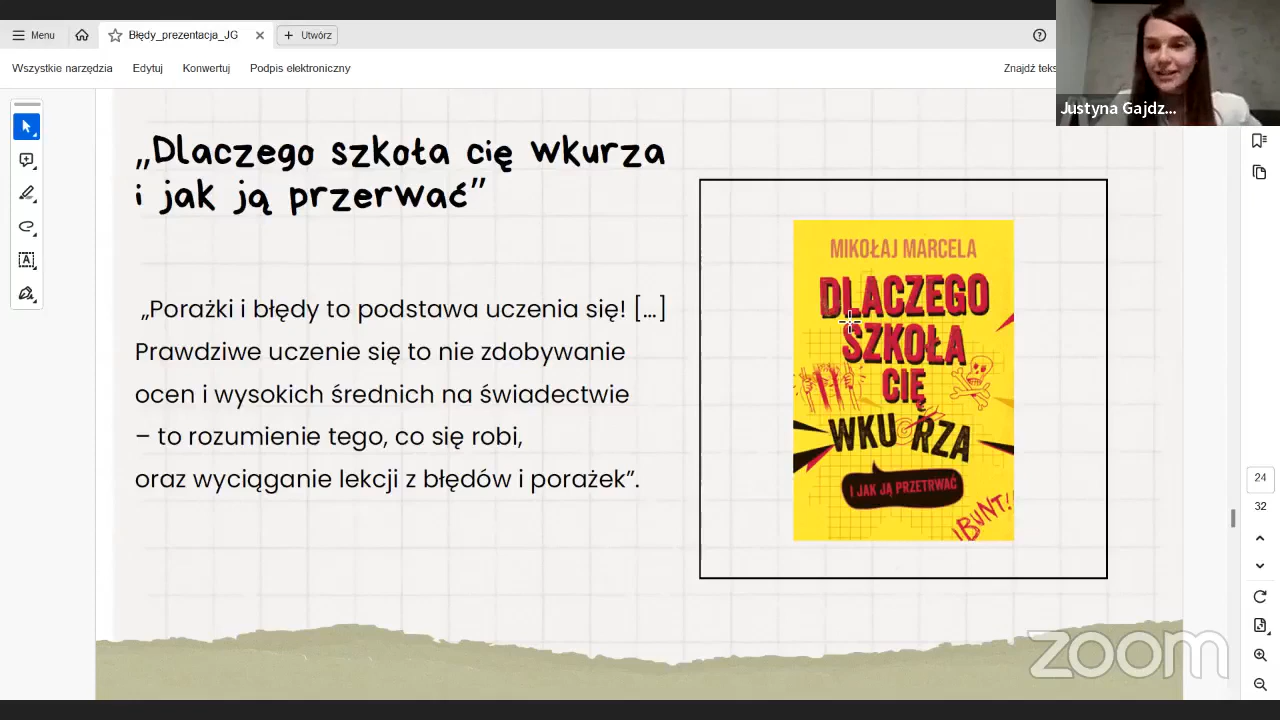 Menu
Błędy_prezentacja_JG
Utwórz
Wszystkie narzędzia
Edytuj
Konwertuj
Podpis elektroniczny
Znajdź teks
Justyna Gajdz...
„Dlaczego szkoła cię wkurza
i jak ją przerwać”
„Porażki i błędy to podstawa uczenia się! [...]
Prawdziwe uczenie się to nie zdobywanie
ocen i wysokich średnich na świadectwie
– to rozumienie tego, co się robi,
oraz wyciąganie lekcji z błędów i porażek”.
MIKOŁAJ MARCELA
DLACZEGO
SZKOŁA
CIĘ
WKURZA
I JAK JĄ PRZETRWAĆ
BUNT!
24
32
zoom